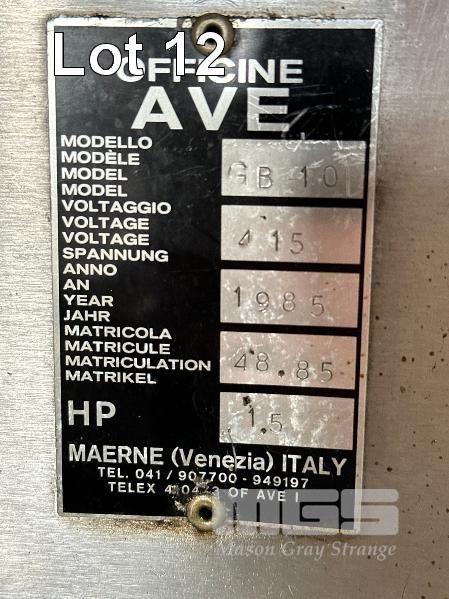 Lot 12
OFFICINE
AVE
MODELLO
MODÈLE
MODEL
MODEL
GB 10
VOLTAGGIO
VOLTAGE
VOLTAGE
SPANNUNG
415
ANNO
AN
YEAR
JAHR
1985
MATRICOLA
MATRICULE
MATRICULATION
MATRIKEL
48.85
HP
1.5
MAERNE (Venezia) ITALY
TEL. 041 / 907700 - 949197
TELEX OF AVE I
MGS
Mason Gray Strange